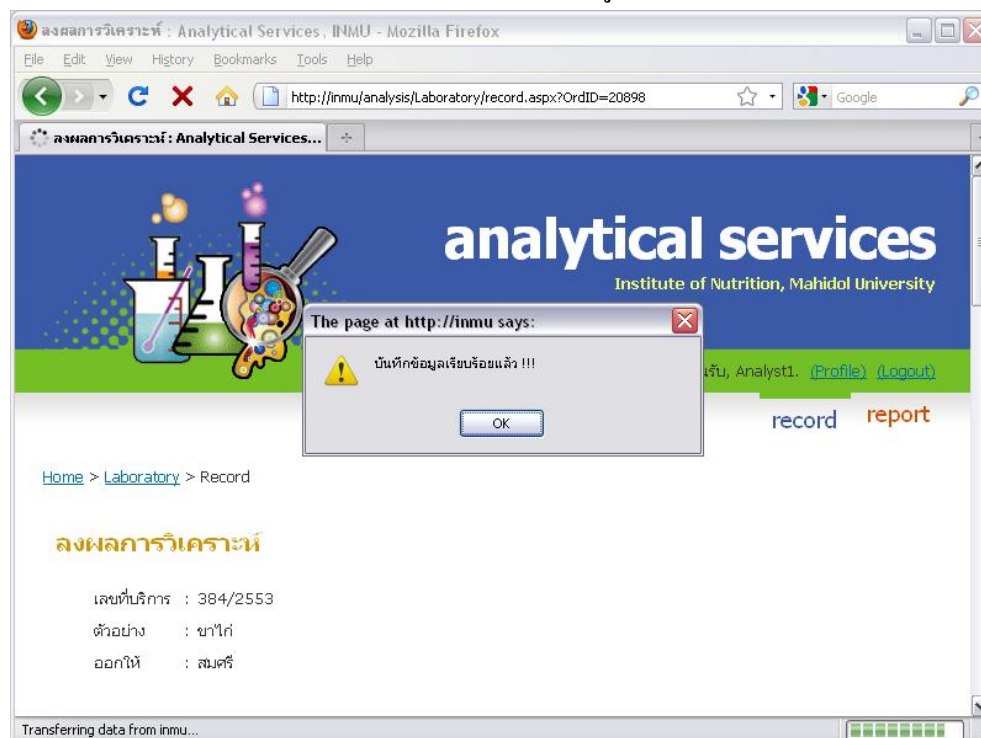 ลงผลการวิเคราะห์ : Analytical Services, INMU - Mozilla Firefox
File Edit View History Bookmarks Tools Help
http://inmu/analysis/Laboratory/record.aspx?OrdID=20898 Google
ลงผลการวิเคราะห์ : Analytical Services...
analytical services
Institute of Nutrition, Mahidol University
The page at http://inmu says:
บันทึกข้อมูลเรียบร้อยแล้ว !!!
OK
Analyst1. (Profile) (Logout)
record report
Home > Laboratory > Record
ลงผลการวิเคราะห์
เลขที่บริการ : 384/2553
ตัวอย่าง : ขาไก่
ออกให้ : สมศรี
Transferring data from inmu...